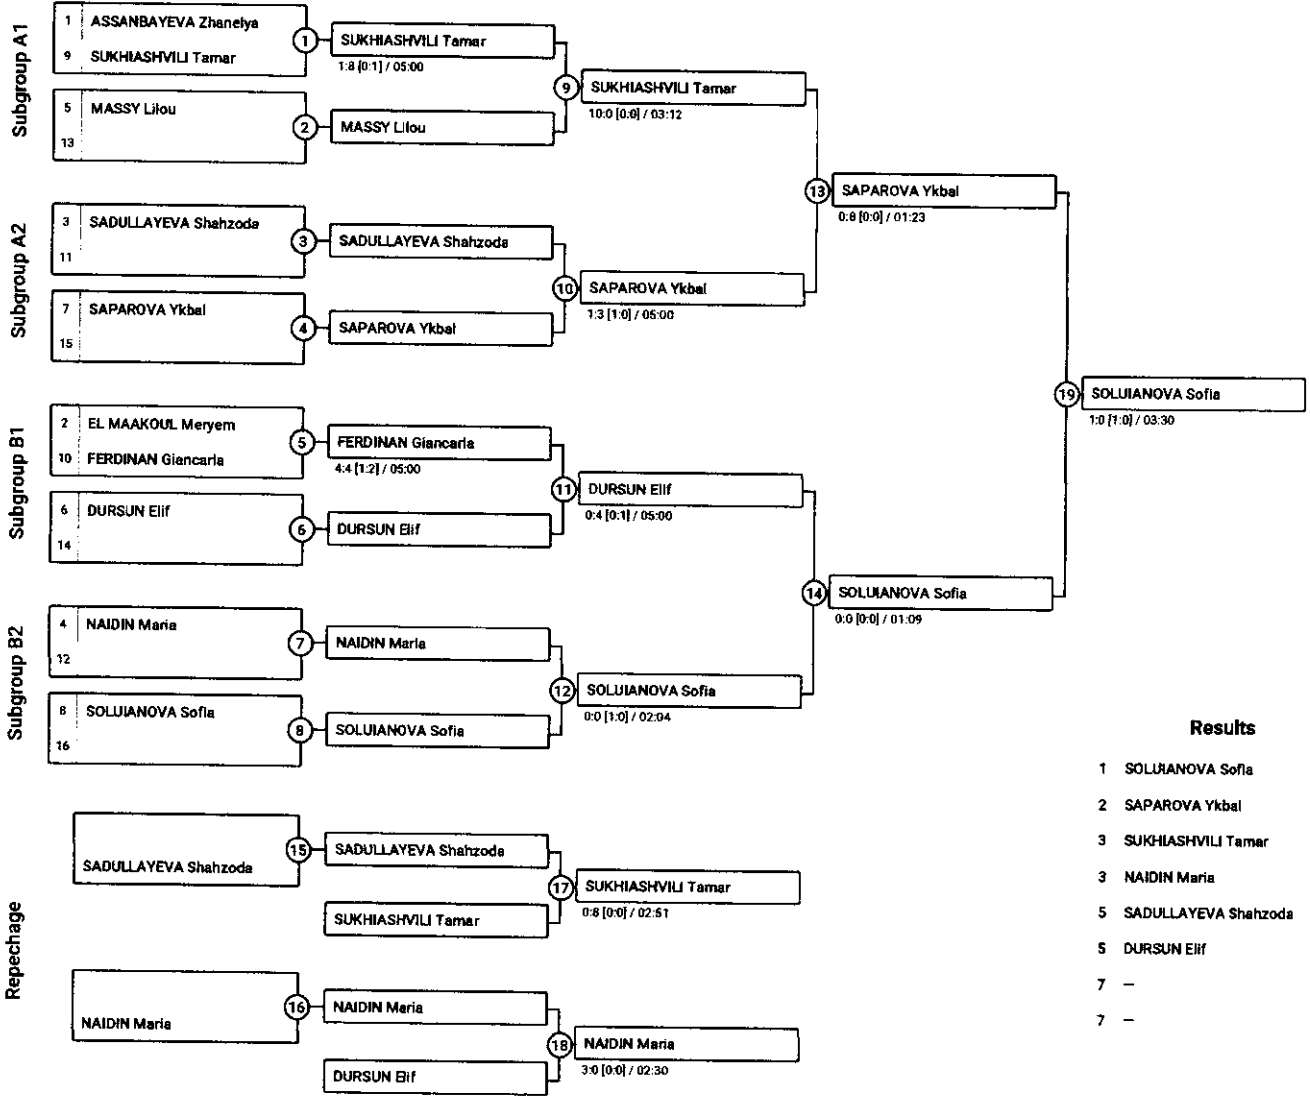 Subgroup A1
1 ASSANBAYEVA Zhanelya
9 SUKHIASHVILI Tamar
1
SUKHIASHVILI Tamar
1:8 [0:1] / 05:00
5 MASSY Lilou
13
2
MASSY Lilou
9
SUKHIASHVILI Tamar
10:0 [0:0] / 03:12
Subgroup A2
3 SADULLAYEVA Shahzoda
11
3
SADULLAYEVA Shahzoda
7 SAPAROVA Ykbal
15
4
SAPAROVA Ykbal
10
SAPAROVA Ykbal
1:3 [1:0] / 05:00
13
SAPAROVA Ykbal
0:8 [0:0] / 01:23
Subgroup B1
2 EL MAAKOUL Meryem
10 FERDINAN Giancarla
5
FERDINAN Giancarla
4:4 [1:2] / 05:00
6 DURSUN Elif
14
6
DURSUN Elif
11
DURSUN Elif
0:4 [0:1] / 05:00
Subgroup B2
4 NAIDIN Maria
12
7
NAIDIN Maria
8 SOLUIANOVA Sofia
16
8
SOLUIANOVA Sofia
12
SOLUIANOVA Sofia
0:0 [1:0] / 02:04
14
SOLUIANOVA Sofia
0:0 [0:0] / 01:09
19
SOLUIANOVA Sofia
1:0 [1:0] / 03:30
Repechage
SADULLAYEVA Shahzoda
15
SADULLAYEVA Shahzoda
SUKHIASHVILI Tamar
17
SUKHIASHVILI Tamar
0:8 [0:0] / 02:51
NAIDIN Maria
16
NAIDIN Maria
DURSUN Elif
18
NAIDIN Maria
3:0 [0:0] / 02:30
Results
1 SOLUIANOVA Sofia
2 SAPAROVA Ykbal
3 SUKHIASHVILI Tamar
3 NAIDIN Maria
5 SADULLAYEVA Shahzoda
5 DURSUN Elif
7 —
7 —